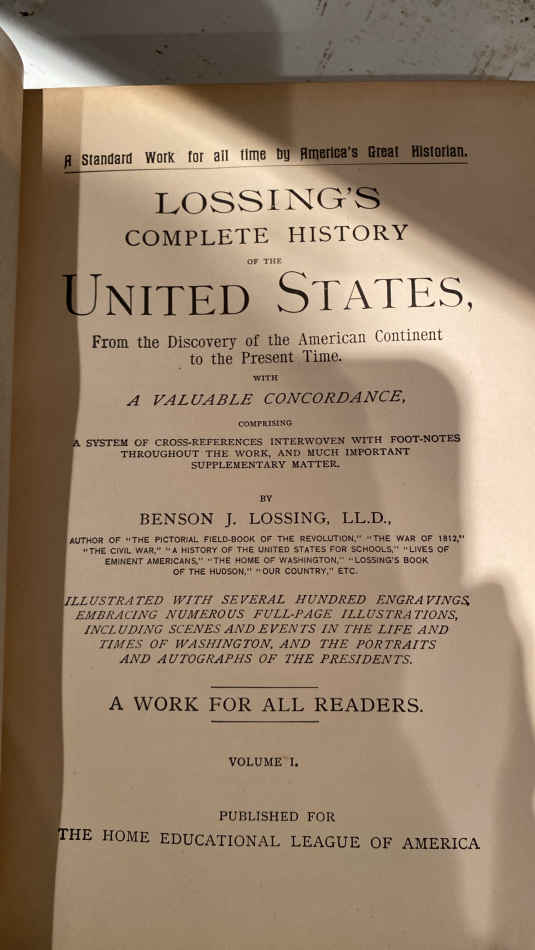 A Standard Work for all time by America's Great Historian.
LOSSING'S
COMPLETE HISTORY
OF THE
UNITED STATES,
From the Discovery of the American Continent
to the Present Time.
WITH
A VALUABLE CONCORDANCE,
COMPRISING
A SYSTEM OF CROSS-REFERENCES INTERWOVEN WITH FOOT-NOTES
THROUGHOUT THE WORK, AND MUCH IMPORTANT
SUPPLEMENTARY MATTER.
BY
BENSON J. LOSSING, LL.D.,
AUTHOR OF "THE PICTORIAL FIELD-BOOK OF THE REVOLUTION," "THE WAR OF 1812,"
"THE CIVIL WAR," "A HISTORY OF THE UNITED STATES FOR SCHOOLS," "LIVES OF
EMINENT AMERICANS," "THE HOME OF WASHINGTON," "LOSSING'S BOOK
OF THE HUDSON," "OUR COUNTRY," ETC.
ILLUSTRATED WITH SEVERAL HUNDRED ENGRAVINGS,
EMBRACING NUMEROUS FULL-PAGE ILLUSTRATIONS,
INCLUDING SCENES AND EVENTS IN THE LIFE AND
TIMES OF WASHINGTON, AND THE PORTRAITS
AND AUTOGRAPHS OF THE PRESIDENTS.
A WORK FOR ALL READERS.
VOLUME I.
PUBLISHED FOR
THE HOME EDUCATIONAL LEAGUE OF AMERICA